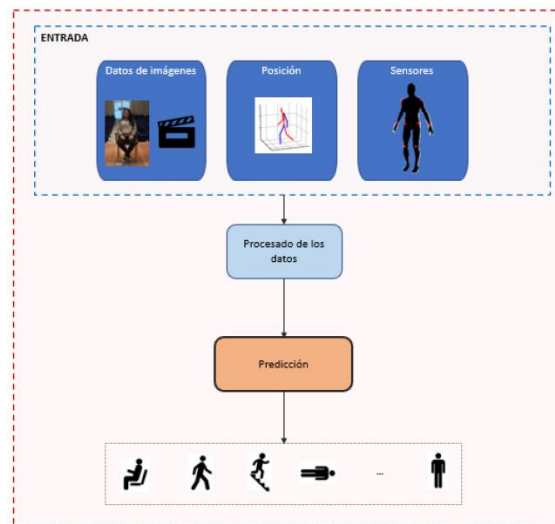 ENTRADA
Datos de imágenes
Posición
Sensores
Procesado de los
datos
Predicción
...